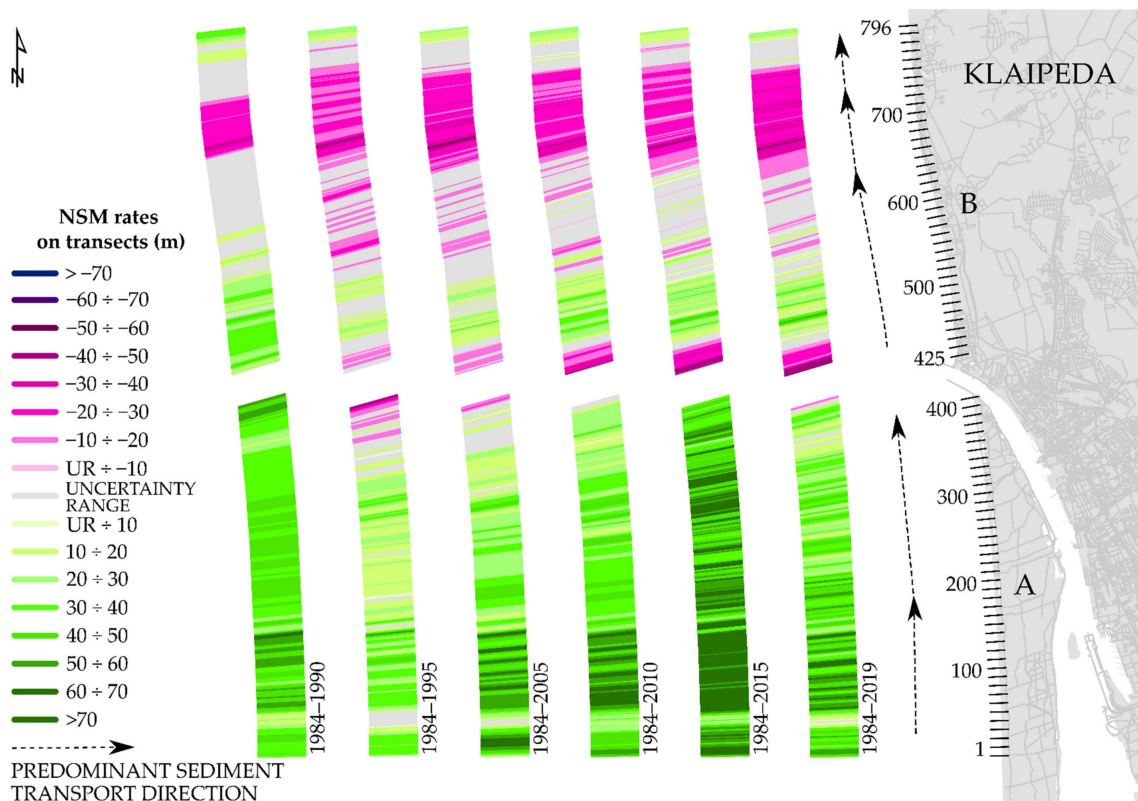 N
796
KLAIPEDA
700
600
B
500
425
400
300
200
A
100
1
NSM rates
on transects (m)
> −70
−60 ÷ −70
−50 ÷ −60
−40 ÷ −50
−30 ÷ −40
−20 ÷ −30
−10 ÷ −20
UR ÷ −10
UNCERTAINTY
RANGE
UR ÷ 10
10 ÷ 20
20 ÷ 30
30 ÷ 40
40 ÷ 50
50 ÷ 60
60 ÷ 70
>70
PREDOMINANT SEDIMENT
TRANSPORT DIRECTION
1984–1990
1984–1995
1984–2005
1984–2010
1984–2015
1984–2019